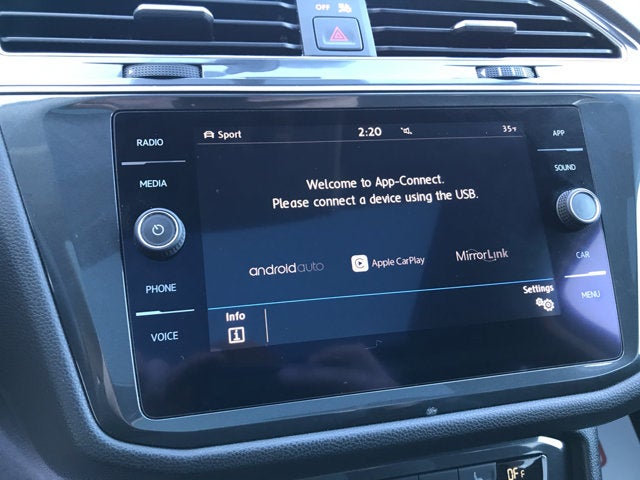 OFF
RADIO
MEDIA
PHONE
VOICE
Sport
2:20
35°F
Welcome to App-Connect.
Please connect a device using the USB.
androidauto
Apple CarPlay
MirrorLink
Info
Settings
APP
SOUND
CAR
MENU